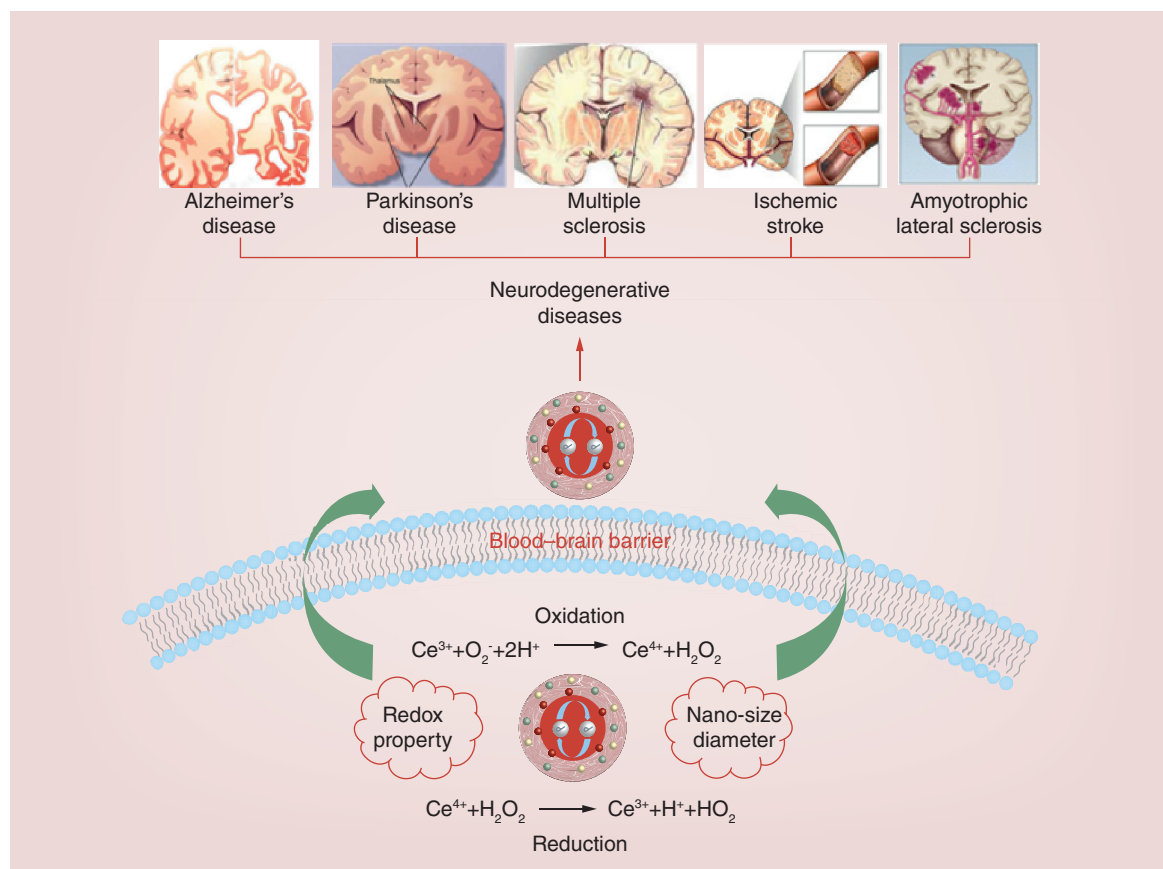 Thalamus
Alzheimer's
disease
Parkinson's
disease
Multiple
sclerosis
Ischemic
stroke
Amyotrophic
lateral sclerosis
Neurodegenerative
diseases
Blood–brain barrier
Oxidation
Ce³⁺+O₂⁻+2H⁺ → Ce⁴⁺+H₂O₂
Redox
property
Nano-size
diameter
Ce⁴⁺+H₂O₂ → Ce³⁺+H⁺+HO₂
Reduction